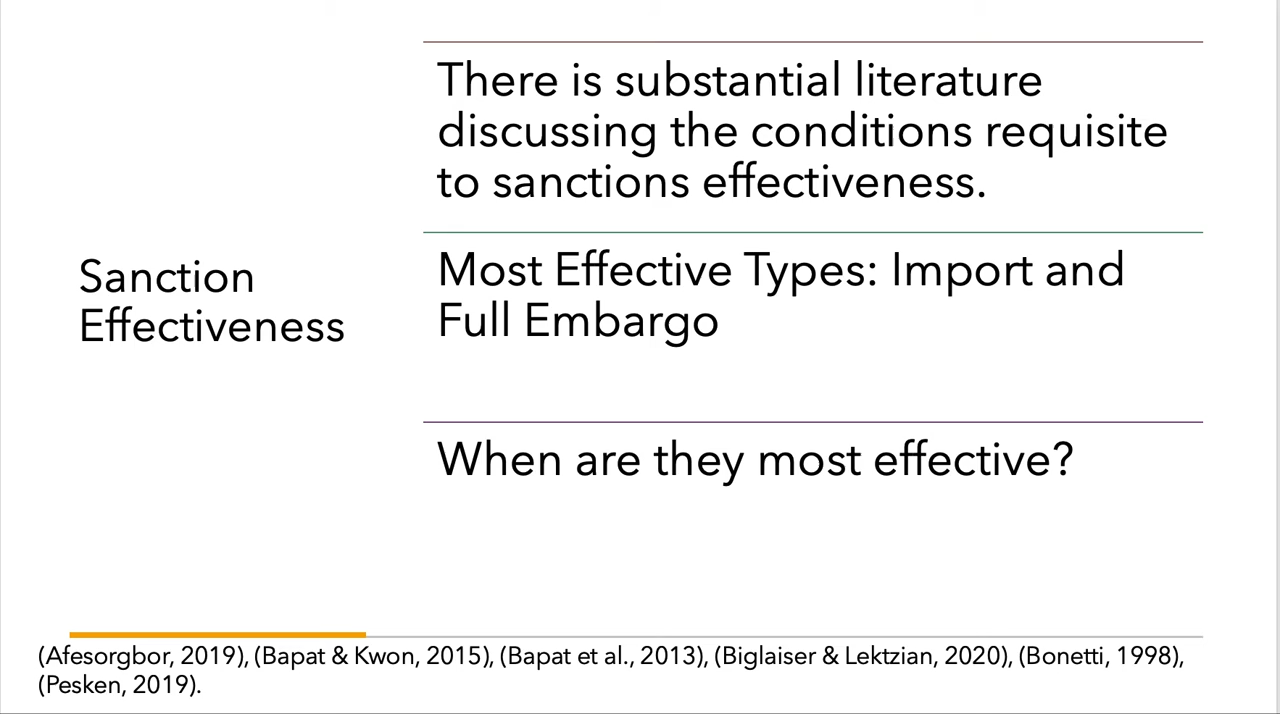 Sanction
Effectiveness
There is substantial literature
discussing the conditions requisite
to sanctions effectiveness.
Most Effective Types: Import and
Full Embargo
When are they most effective?
(Afesorgbor, 2019), (Bapat & Kwon, 2015), (Bapat et al., 2013), (Biglaiser & Lektzian, 2020), (Bonetti, 1998),
(Pesken, 2019).